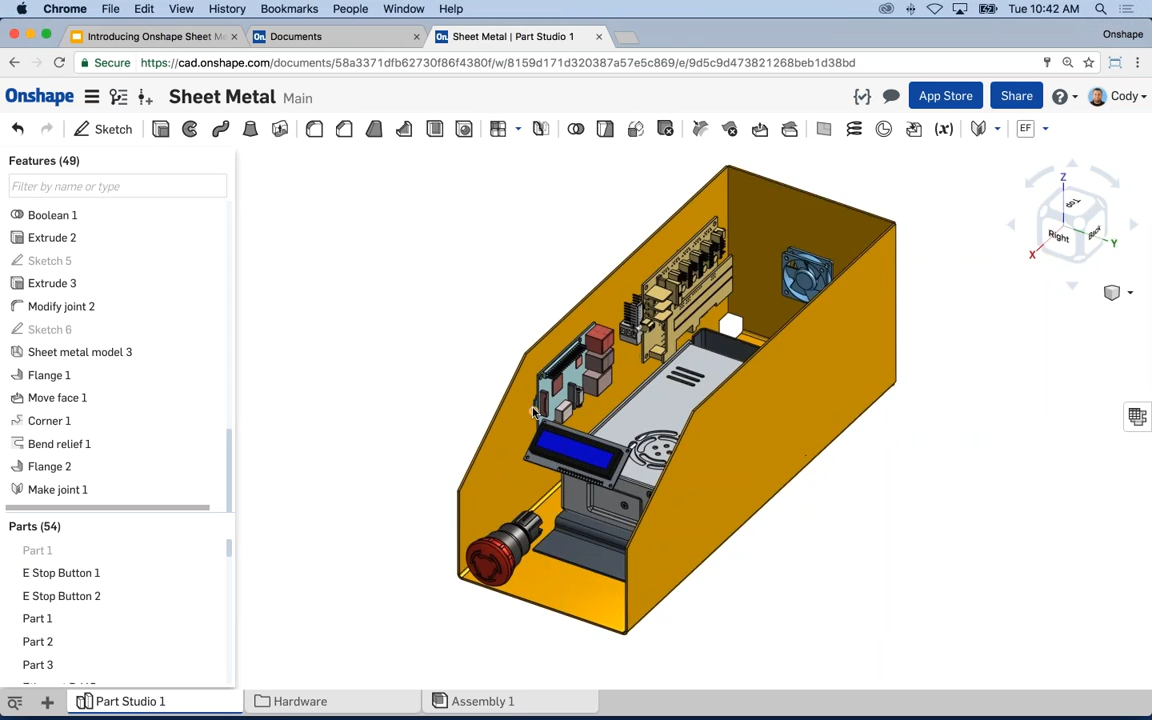 Chrome File Edit View History Bookmarks People Window Help Tue 10:42 AM
Introducing Onshape Sheet Me
Documents
Sheet Metal | Part Studio 1
Onshape
Secure https://cad.onshape.com/documents/58a3371dfb62730f86f4380f/w/8159d171d320387a57e5c869/e/9d5c9d473821268beb1d38bd
Onshape Sheet Metal Main App Store Share Cody
Sketch (x) EF
Features (49)
Filter by name or type
Boolean 1
Extrude 2
Sketch 5
Extrude 3
Modify joint 2
Sketch 6
Sheet metal model 3
Flange 1
Move face 1
Corner 1
Bend relief 1
Flange 2
Make joint 1
Parts (54)
Part 1
E Stop Button 1
E Stop Button 2
Part 1
Part 2
Part 3
Z
Top
Right
Back
X
Y
Part Studio 1
Hardware
Assembly 1